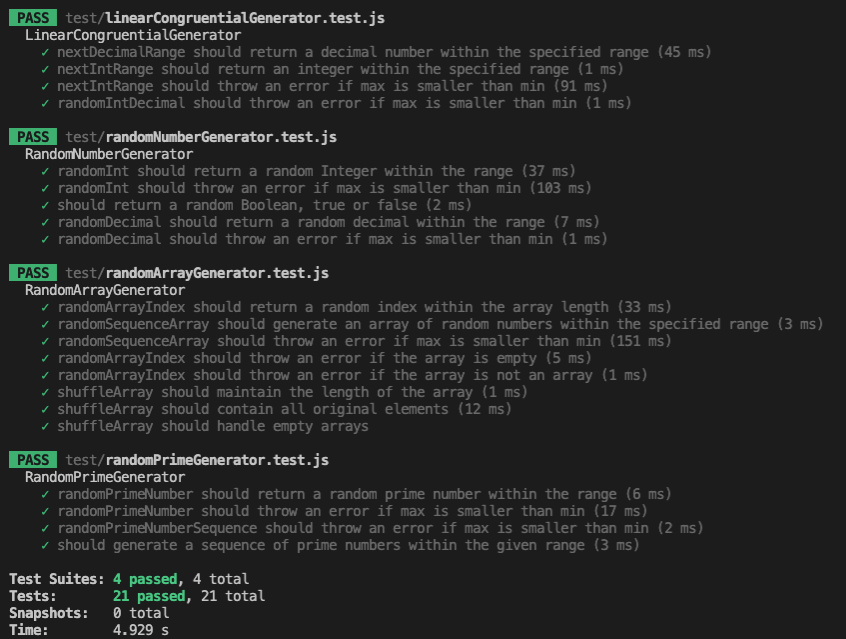 PASS test/linearCongruentialGenerator.test.js
LinearCongruentialGenerator
✓ nextDecimalRange should return a decimal number within the specified range (45 ms)
✓ nextIntRange should return an integer within the specified range (1 ms)
✓ nextIntRange should throw an error if max is smaller than min (91 ms)
✓ randomIntDecimal should throw an error if max is smaller than min (1 ms)
PASS test/randomNumberGenerator.test.js
RandomNumberGenerator
✓ randomInt should return a random Integer within the range (37 ms)
✓ randomInt should throw an error if max is smaller than min (103 ms)
✓ should return a random Boolean, true or false (2 ms)
✓ randomDecimal should return a random decimal within the range (7 ms)
✓ randomDecimal should throw an error if max is smaller than min (1 ms)
PASS test/randomArrayGenerator.test.js
RandomArrayGenerator
✓ randomArrayIndex should return a random index within the array length (33 ms)
✓ randomSequenceArray should generate an array of random numbers within the specified range (3 ms)
✓ randomSequenceArray should throw an error if max is smaller than min (151 ms)
✓ randomArrayIndex should throw an error if the array is empty (5 ms)
✓ randomArrayIndex should throw an error if the array is not an array (1 ms)
✓ shuffleArray should maintain the length of the array (1 ms)
✓ shuffleArray should contain all original elements (12 ms)
✓ shuffleArray should handle empty arrays
PASS test/randomPrimeGenerator.test.js
RandomPrimeGenerator
✓ randomPrimeNumber should return a random prime number within the range (6 ms)
✓ randomPrimeNumber should throw an error if max is smaller than min (17 ms)
✓ randomPrimeNumberSequence should throw an error if max is smaller than min (2 ms)
✓ should generate a sequence of prime numbers within the given range (3 ms)
Test Suites: 4 passed, 4 total
Tests: 21 passed, 21 total
Snapshots: 0 total
Time: 4.929 s